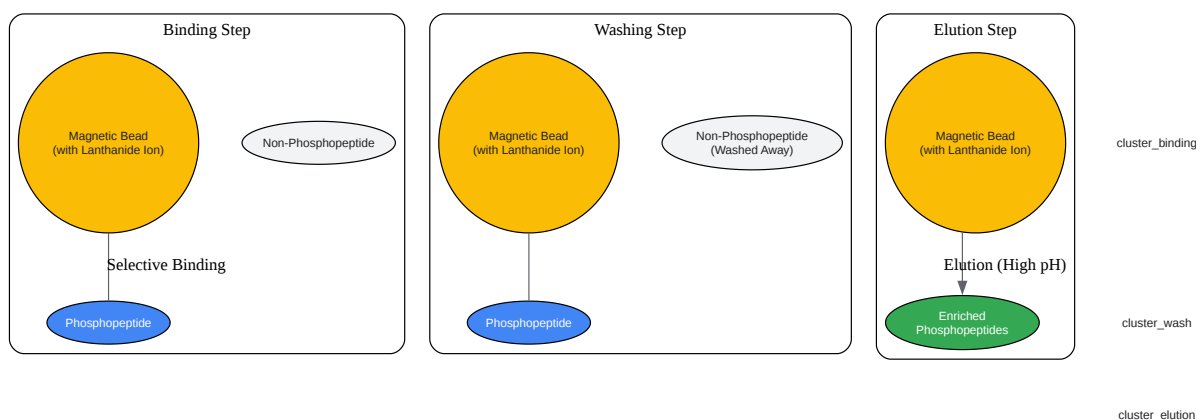 Binding Step
Magnetic Bead
(with Lanthanide Ion)
Non-Phosphopeptide
Selective Binding
Phosphopeptide
Washing Step
Magnetic Bead
(with Lanthanide Ion)
Non-Phosphopeptide
(Washed Away)
Phosphopeptide
Elution Step
Magnetic Bead
(with Lanthanide Ion)
Elution (High pH)
Enriched
Phosphopeptides
cluster_binding
cluster_wash
cluster_elution